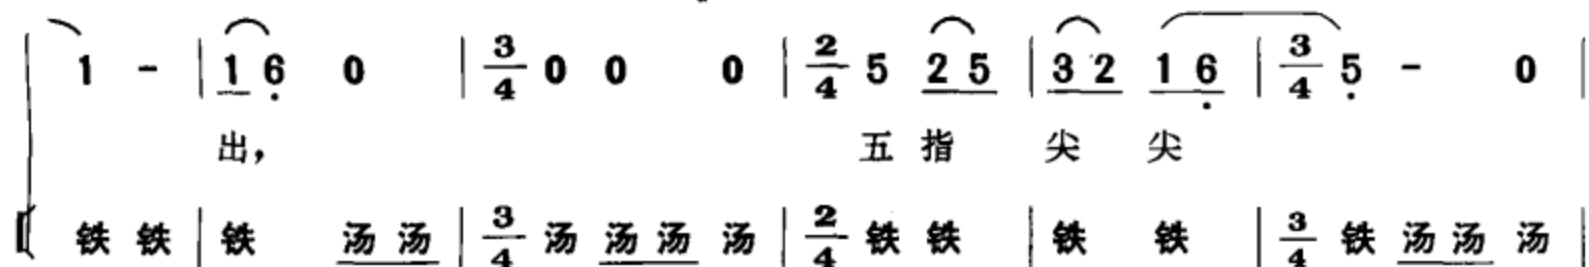 1 - | 1 6 0 | 3/4 0 0 0 | 2/4 5 2 5 | 3 2 1 6 | 3/4 5 - 0 |
出， 五 指 尖 尖
铁 铁 | 铁 汤 汤 | 3/4 汤 汤 汤 汤 | 2/4 铁 铁 | 铁 铁 | 3/4 铁 汤 汤 汤 |